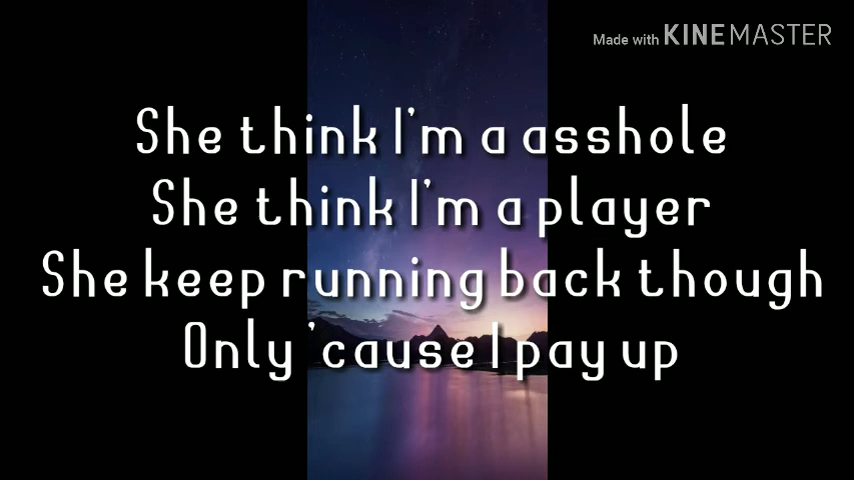 Made with KINEMASTER
She think I'm a asshole
She think I'm a player
She keep running back though
Only 'cause I pay up